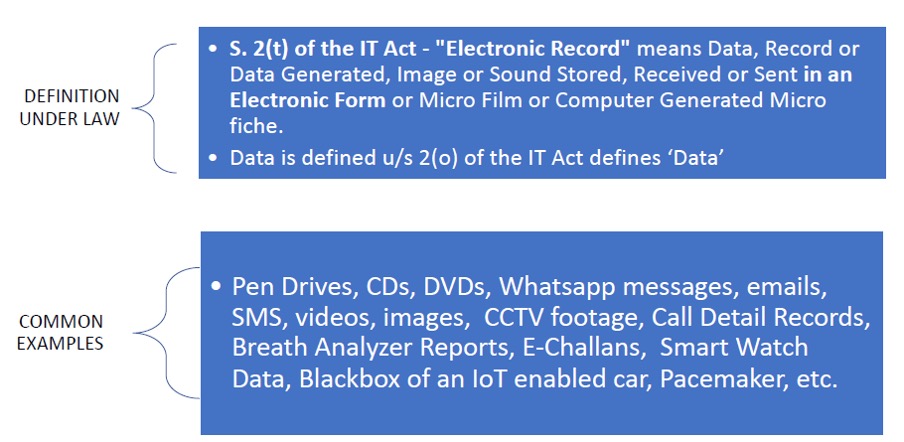 DEFINITION
UNDER LAW
• S. 2(t) of the IT Act - "Electronic Record" means Data, Record or
Data Generated, Image or Sound Stored, Received or Sent in an
Electronic Form or Micro Film or Computer Generated Micro
fiche.
• Data is defined u/s 2(o) of the IT Act defines ‘Data’
COMMON
EXAMPLES
• Pen Drives, CDs, DVDs, Whatsapp messages, emails,
SMS, videos, images, CCTV footage, Call Detail Records,
Breath Analyzer Reports, E-Challans, Smart Watch
Data, Blackbox of an IoT enabled car, Pacemaker, etc.